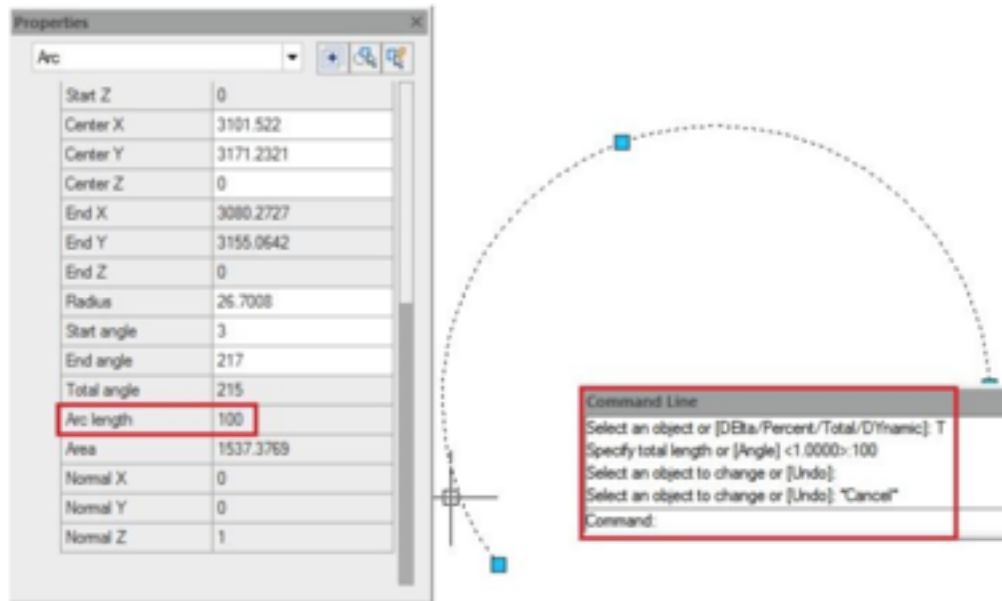 Properties
Arc
Start Z 0
Center X 3101.522
Center Y 3171.2321
Center Z 0
End X 3080.2727
End Y 3155.0642
End Z 0
Radius 26.7008
Start angle 3
End angle 217
Total angle 215
Arc length 100
Area 1537.3769
Normal X 0
Normal Y 0
Normal Z 1
Command Line
Select an object or [DElta/Percent/Total/DYnamic]: T
Specify total length or [Angle] <1.0000>:100
Select an object to change or [Undo]:
Select an object to change or [Undo]: *Cancel*
Command: